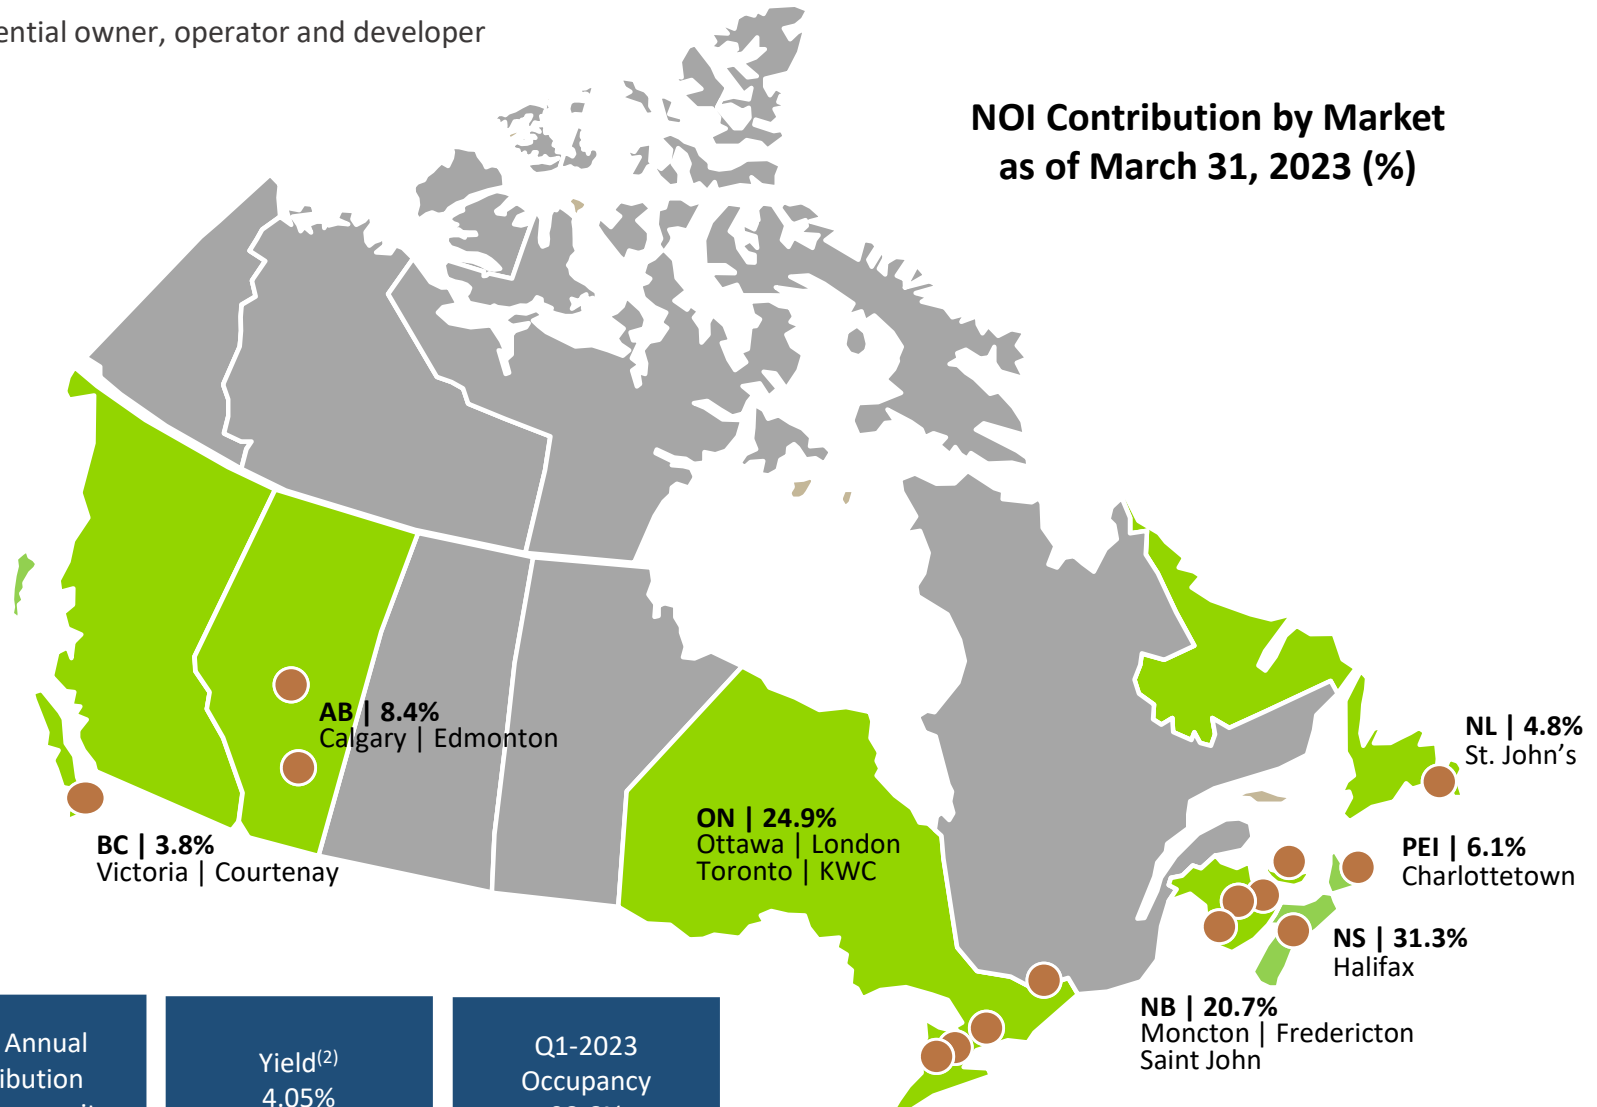 owner, operator and developer
NOI Contribution by Market
as of March 31, 2023 (%)
AB | 8.4%
Calgary | Edmonton
NL | 4.8%
St. John's
BC | 3.8%
Victoria | Courtenay
ON | 24.9%
Ottawa | London
Toronto | KWC
PEI | 6.1%
Charlottetown
NS | 31.3%
Halifax
NB | 20.7%
Moncton | Fredericton
Saint John
Annual
Yield(2)
4.05%
Q1-2023
Occupancy